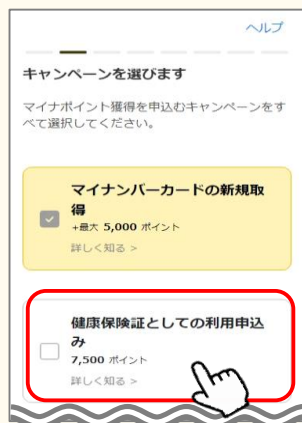 ヘルプ
キャンペーンを選びます
マイナポイント獲得を申込むキャンペーンをす
べて選択してください。
マイナンバーカードの新規取
得
+最大 5,000 ポイント
詳しく知る >
健康保険証としての利用申込
み
7,500 ポイント
詳しく知る >